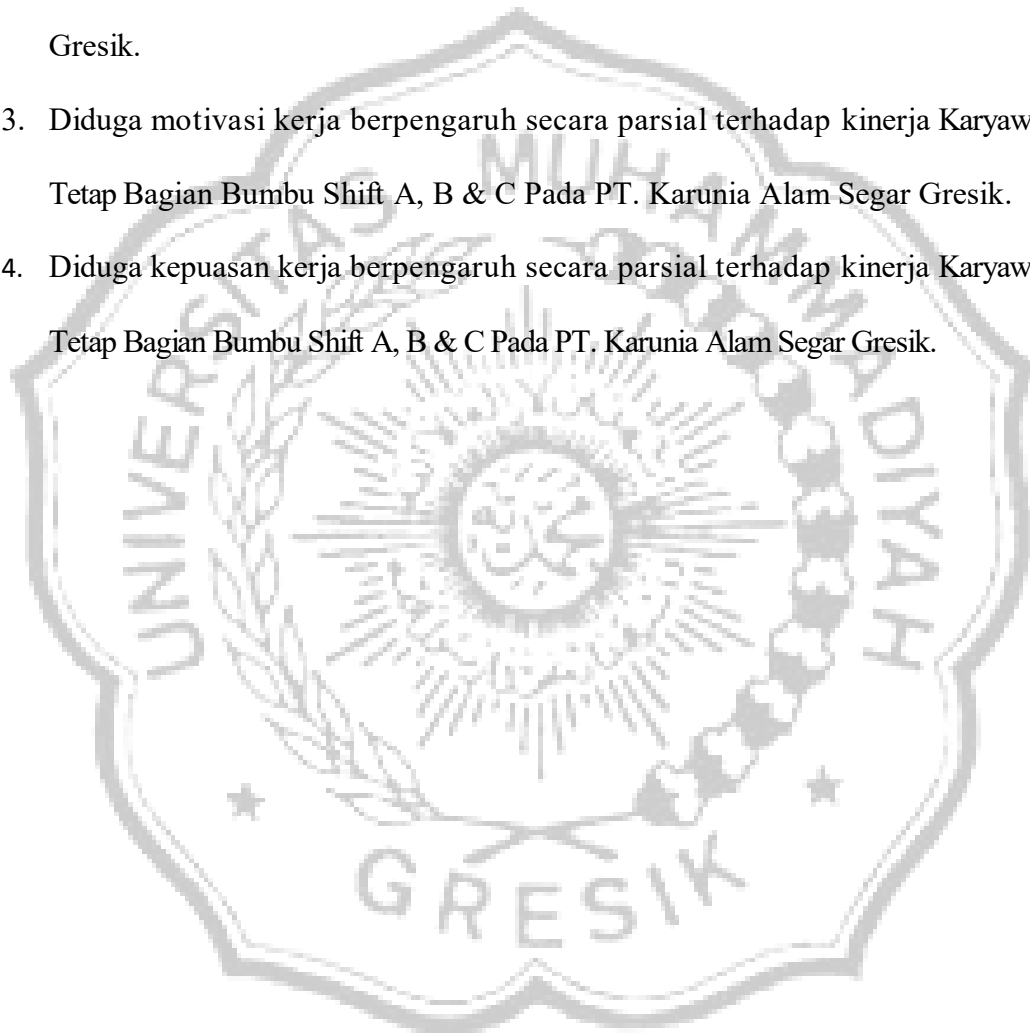 Gresik.
3. Diduga motivasi kerja berpengaruh secara parsial terhadap kinerja Karyaw
Tetap Bagian Bumbu Shift A, B & C Pada PT. Karunia Alam Segar Gresik.
4. Diduga kepuasan kerja berpengaruh secara parsial terhadap kinerja Karyaw
Tetap Bagian Bumbu Shift A, B & C Pada PT. Karunia Alam Segar Gresik.
UNIVERSITAS MUHAMMADIYAH
GRESIK